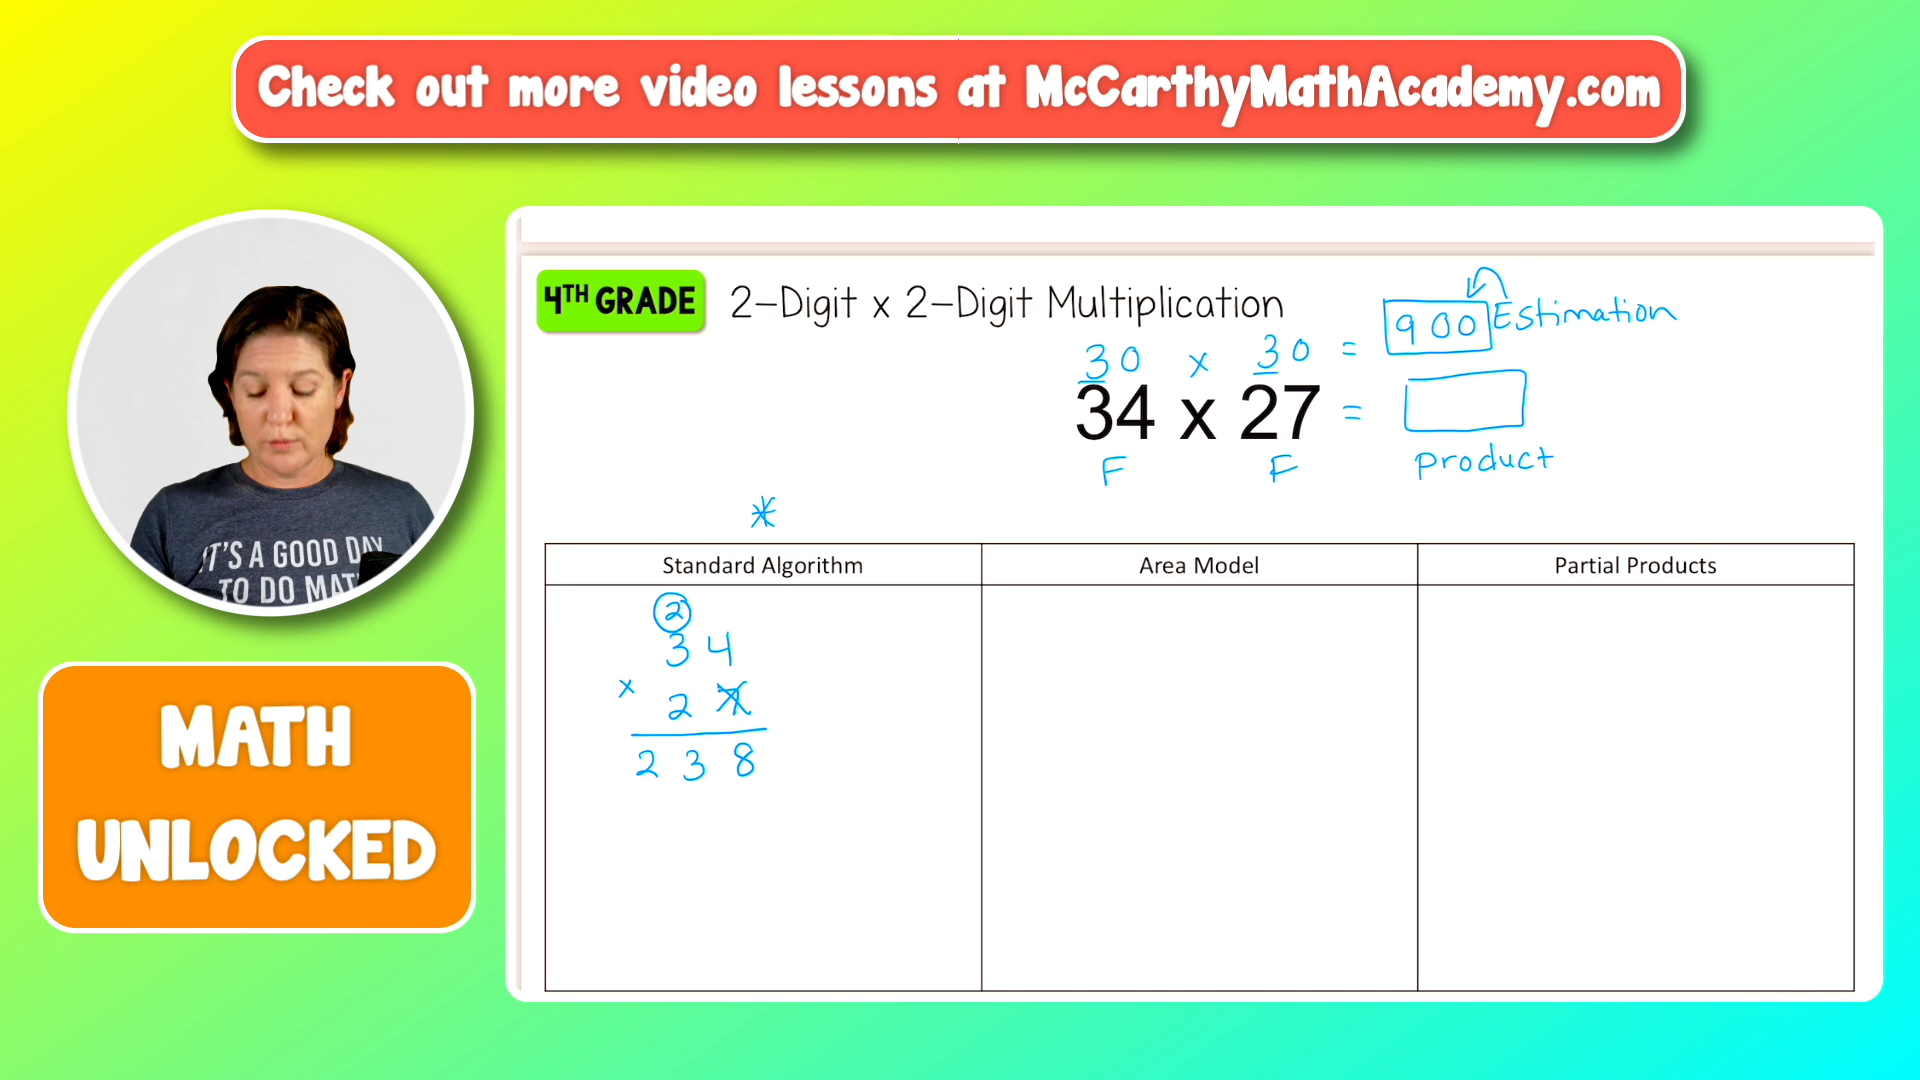 Check out more video lessons at McCarthyMathAcademy.com
4TH GRADE 2-Digit x 2-Digit Multiplication
900 Estimation
30 x 30 =
34 x 27 =
F F product
*
Standard Algorithm Area Model Partial Products
2
34
x 27
238
IT'S A GOOD DAY
TO DO MAT
MATH
UNLOCKED